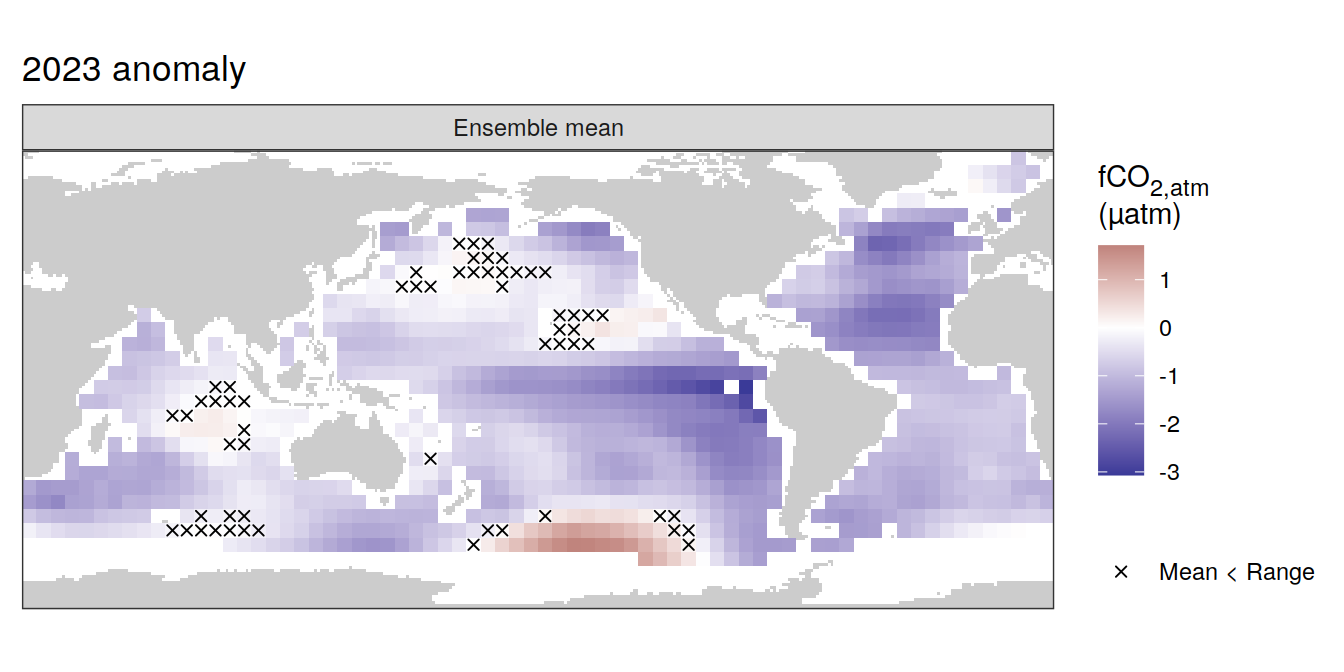 2023 anomaly
Ensemble mean
fCO₂,atm
(µatm)
1
0
-1
-2
-3
× Mean < Range